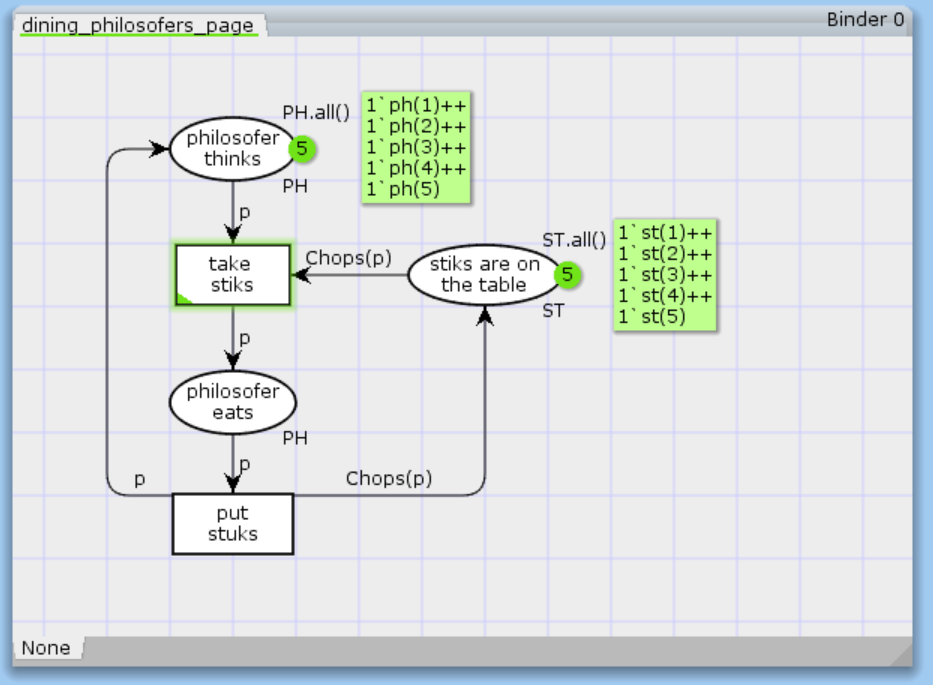 dining_philosofers_page
Binder 0
PH.all()
1`ph(1)++
1`ph(2)++
1`ph(3)++
1`ph(4)++
1`ph(5)
philosofer
thinks
5
PH
p
ST.all()
1`st(1)++
1`st(2)++
1`st(3)++
1`st(4)++
1`st(5)
take
stiks
Chops(p)
stiks are on
the table
5
ST
p
philosofer
eats
PH
p
p
Chops(p)
put
stuks
None